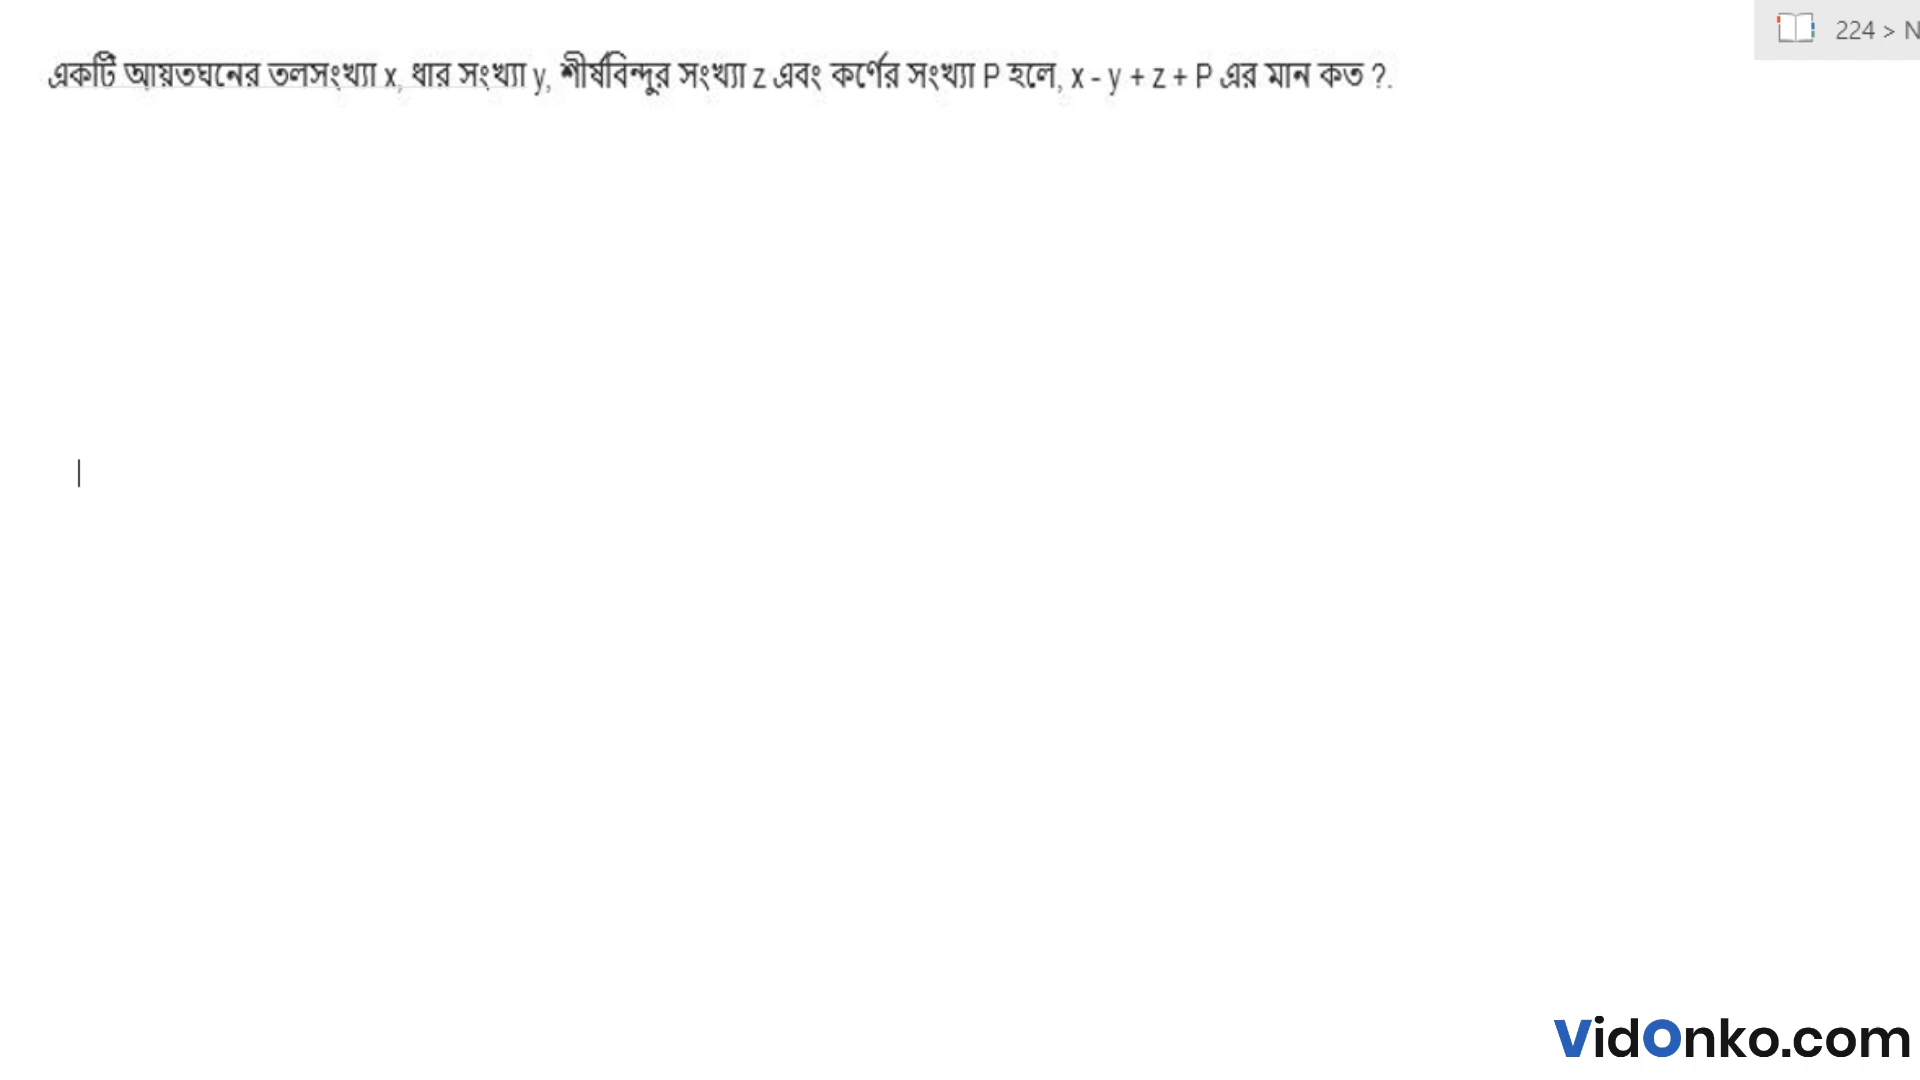 224 > N
একটি আয়তঘনের তলসংখ্যা x, ধার সংখ্যা y, শীর্ষবিন্দুর সংখ্যা z এবং কর্ণের সংখ্যা P হলে, x - y + z + P এর মান কত ?.
VidOnko.com